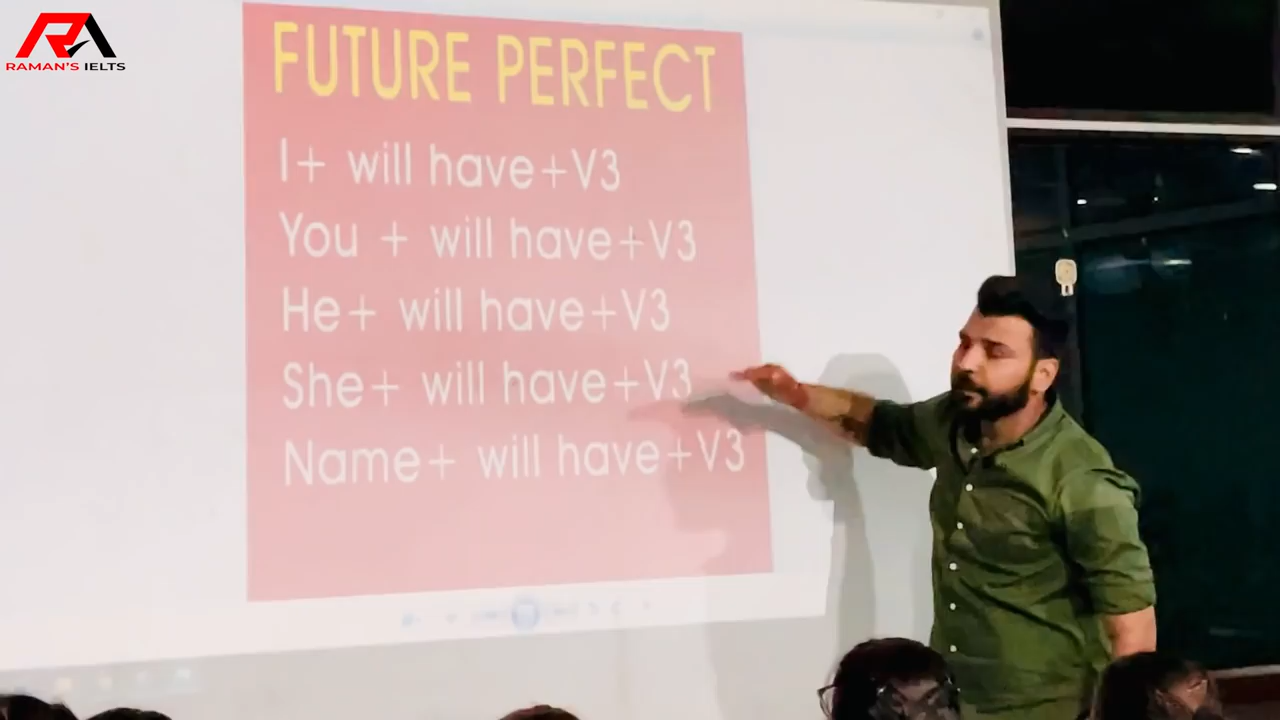 RA
RAMAN'S IELTS
FUTURE PERFECT
I+ will have+V3
You + will have+V3
He+ will have+V3
She+ will have+V3
Name+ will have+V3